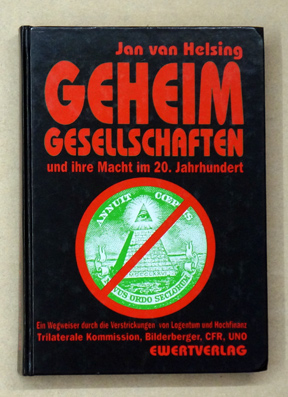 Jan van Helsing
GEHEIM
GESELLSCHAFTEN
und ihre Macht im 20. Jahrhundert
ANNUIT CŒPTIS
ORDO SECLORUM
Ein Wegweiser durch die Verstrickungen von Logentum und Hochfinanz
Trilaterale Kommission, Bilderberger, CFR, UNO
EWERTVERLAG